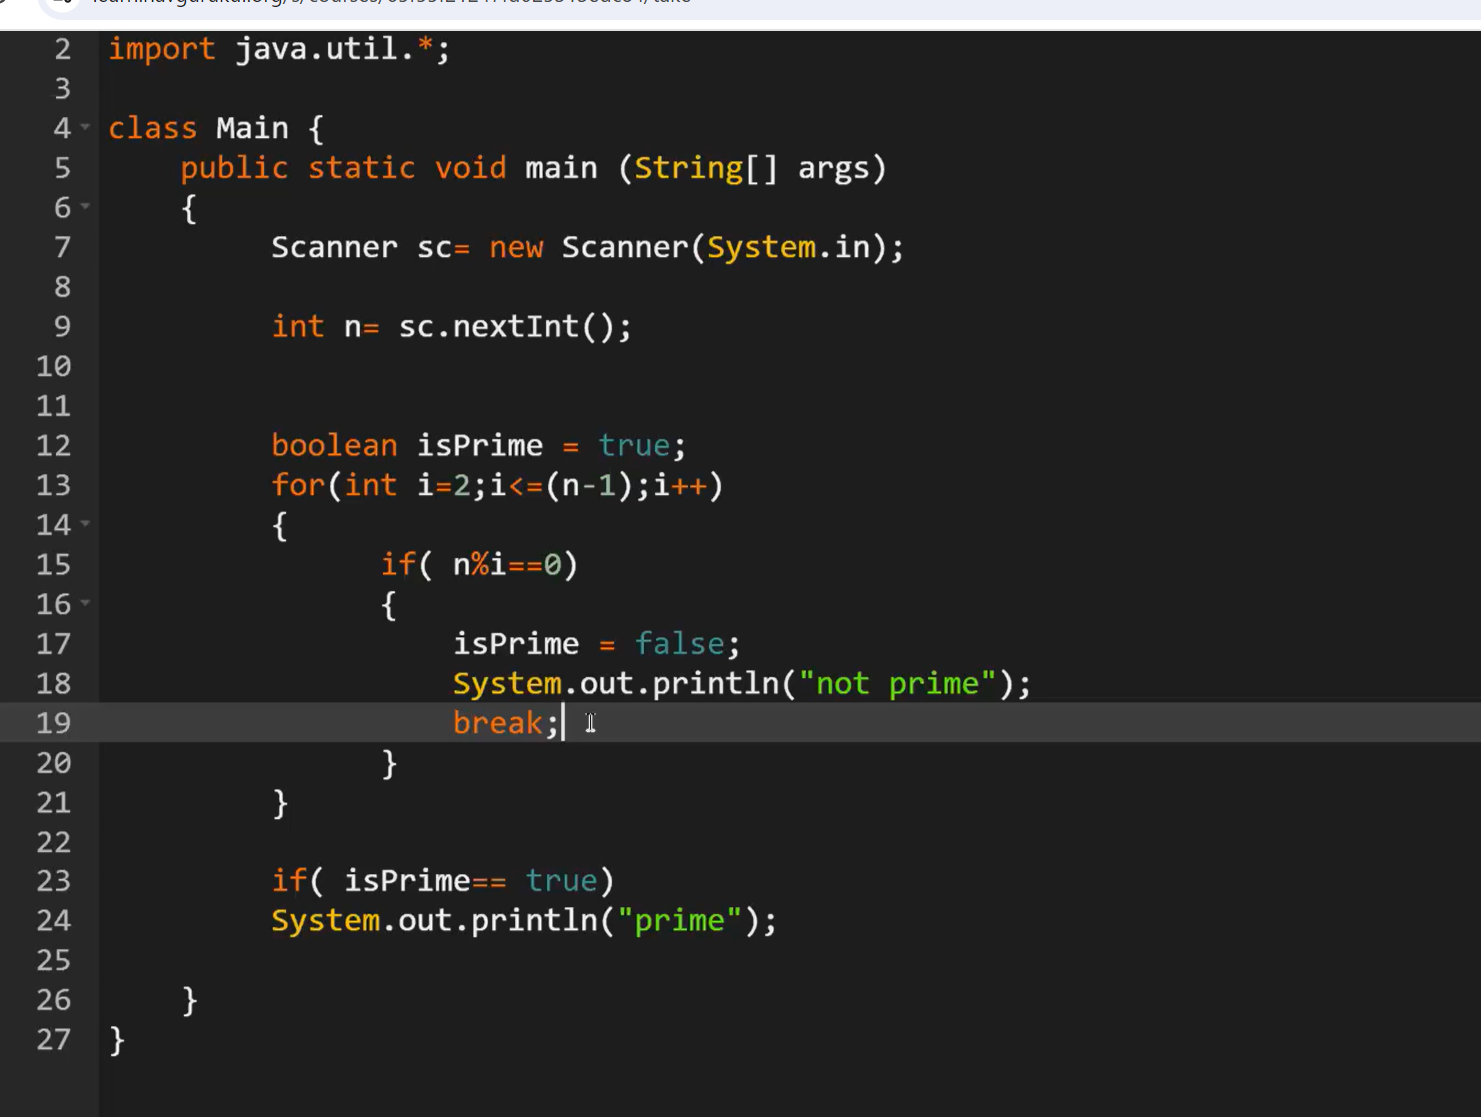 2 import java.util.*;
3
4 class Main {
5 public static void main (String[] args)
6 {
7 Scanner sc= new Scanner(System.in);
8
9 int n= sc.nextInt();
10
11
12 boolean isPrime = true;
13 for(int i=2;i<=(n-1);i++)
14 {
15 if( n%i==0)
16 {
17 isPrime = false;
18 System.out.println("not prime");
19 break;
20 }
21 }
22
23 if( isPrime== true)
24 System.out.println("prime");
25
26 }
27 }